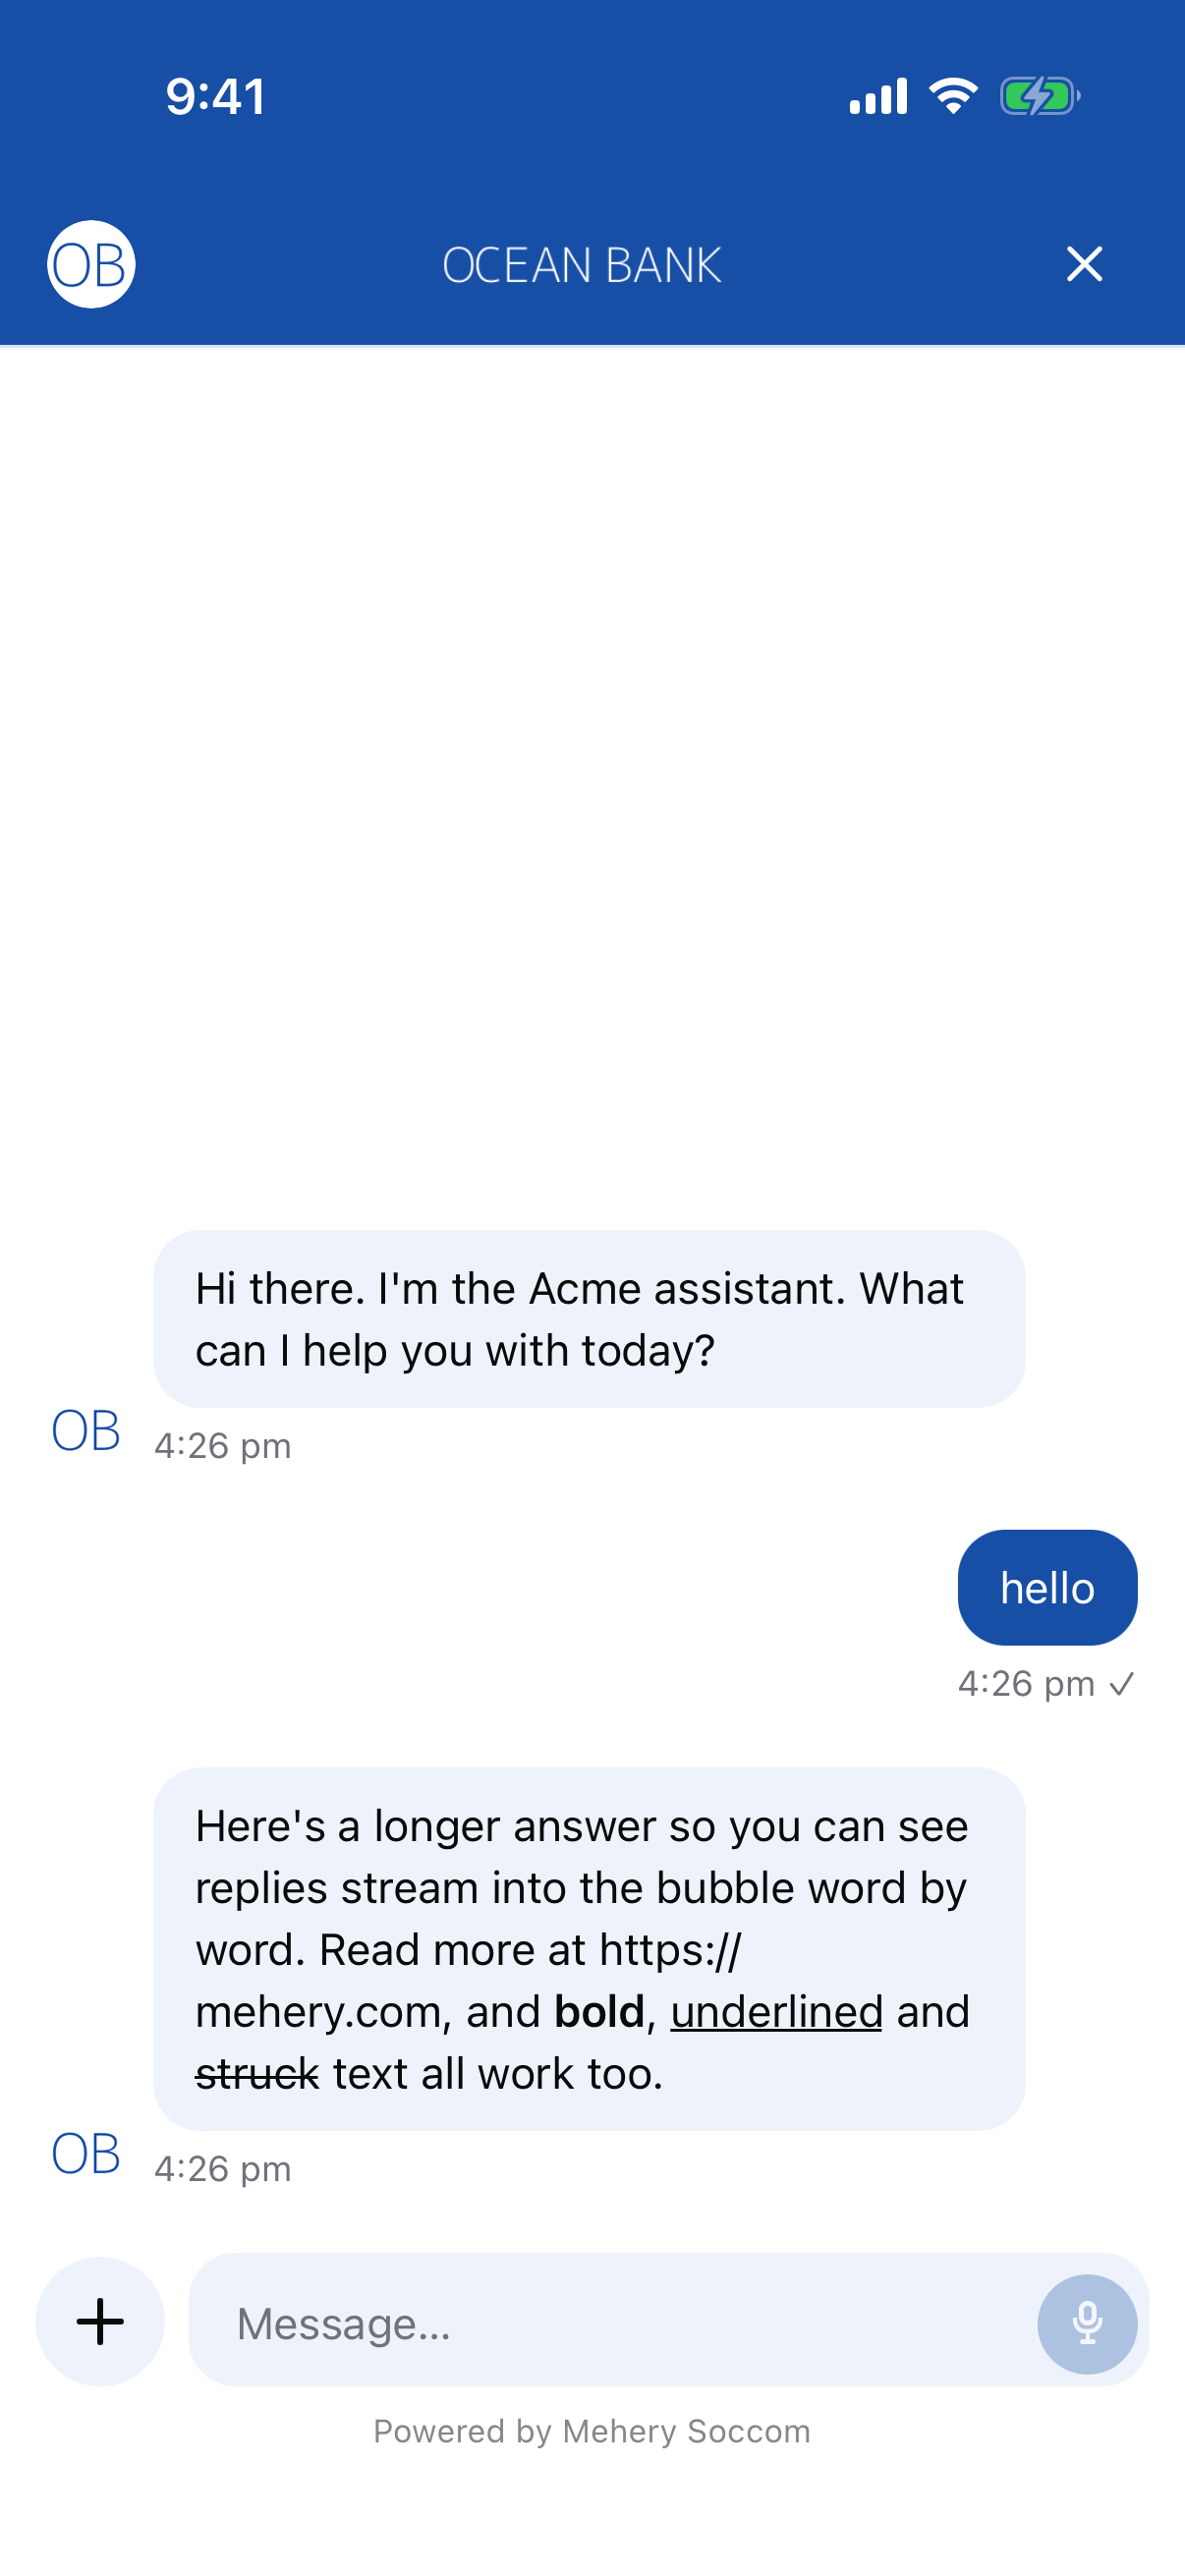 9:41
OB
OCEAN BANK
Hi there. I'm the Acme assistant. What
can I help you with today?
OB
4:26 pm
hello
4:26 pm ✓
Here's a longer answer so you can see
replies stream into the bubble word by
word. Read more at https://
mehery.com, and bold, underlined and
struck text all work too.
OB
4:26 pm
Message...
Powered by Mehery Soccom